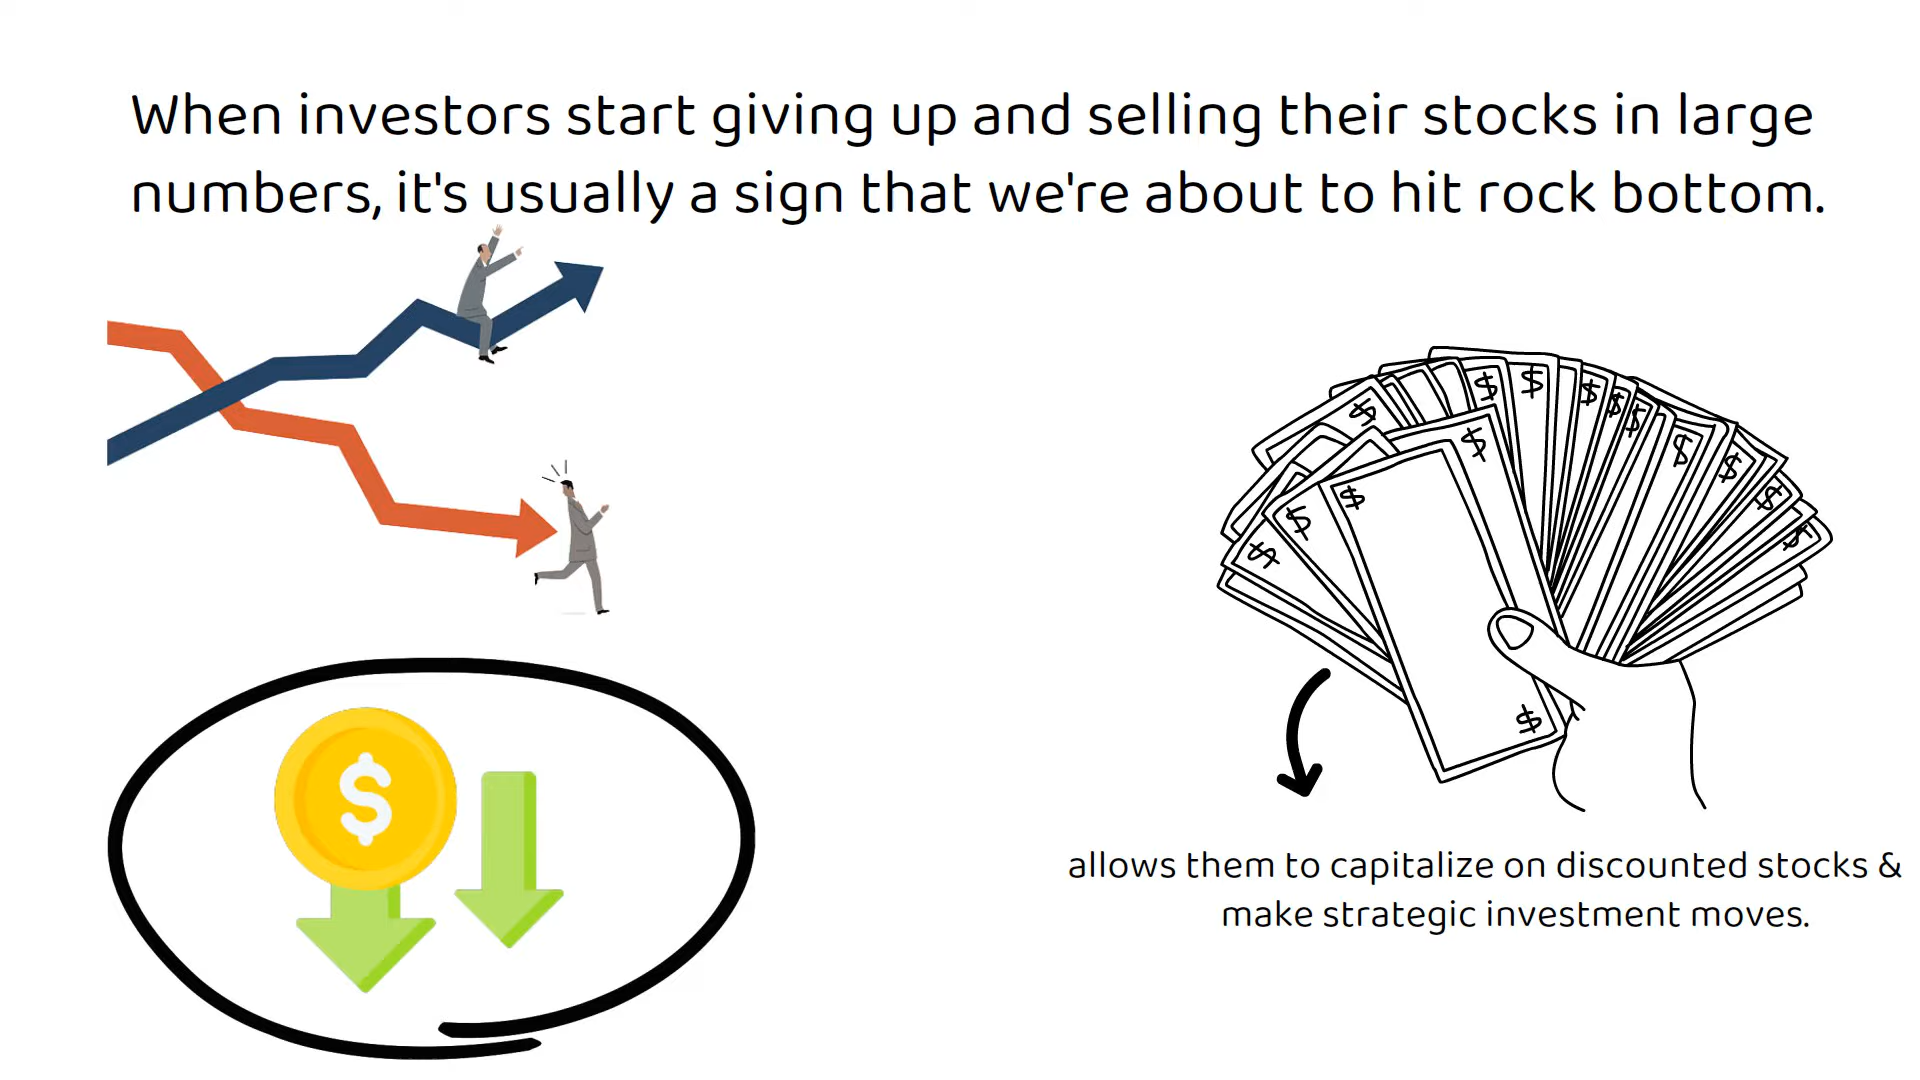 When investors start giving up and selling their stocks in large
numbers, it's usually a sign that we're about to hit rock bottom.
allows them to capitalize on discounted stocks &
make strategic investment moves.